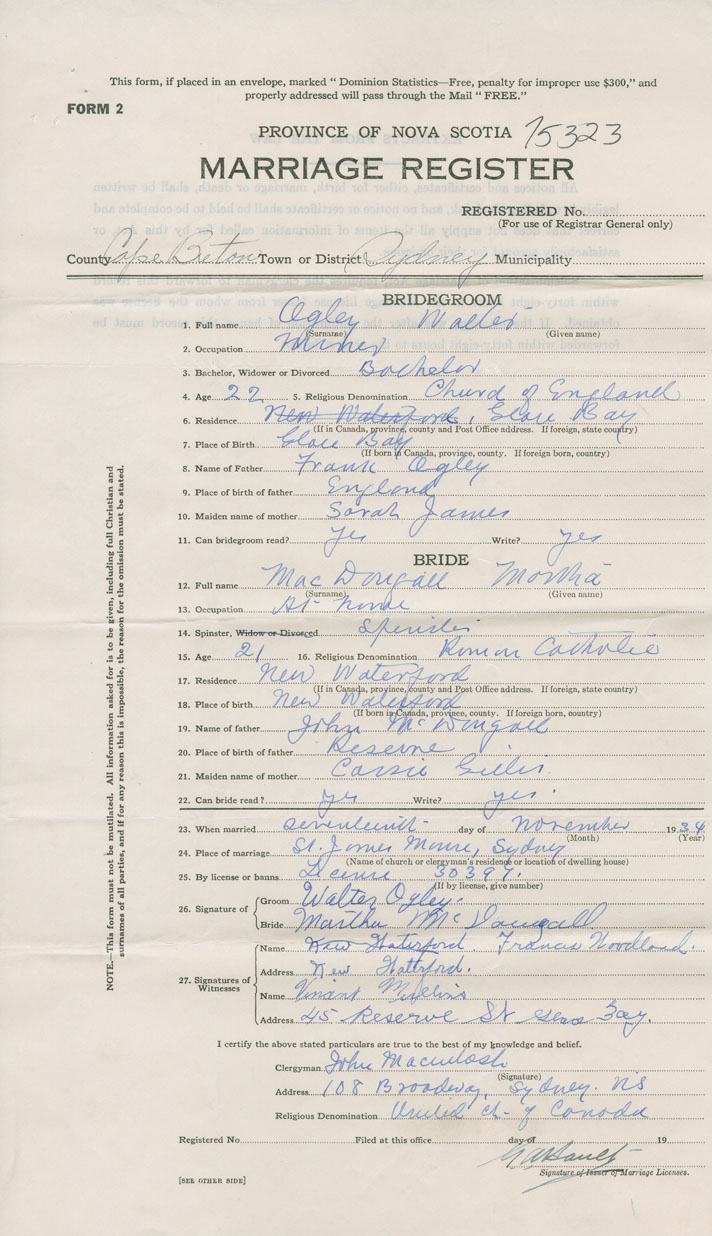 This form, if placed in an envelope, marked " Dominion Statistics—Free, penalty for improper use $300," and
properly addressed will pass through the Mail " FREE."
FORM 2
PROVINCE OF NOVA SCOTIA 15323
MARRIAGE REGISTER
REGISTERED No.
(For use of Registrar General only)
County Cape Breton Town or District Sydney Municipality
BRIDEGROOM
1. Full name Ogley Walter
(Surname) (Given name)
2. Occupation Miner
3. Bachelor, Widower or Divorced Bachelor
4. Age 22 5. Religious Denomination Church of England
6. Residence New Waterford, Glace Bay
(If in Canada, province, county and Post Office address. If foreign, state country)
7. Place of Birth Glace Bay
(If born in Canada, province, county. If foreign born, country)
8. Name of Father Frank Ogley
9. Place of birth of father England
10. Maiden name of mother Sarah James
11. Can bridegroom read? yes Write? yes
BRIDE
12. Full name MacDougall Martha
(Surname) (Given name)
13. Occupation At home
14. Spinster, Widow or Divorced Spinster
15. Age 21 16. Religious Denomination Roman Catholic
17. Residence New Waterford
(If in Canada, province, county and Post Office address. If foreign, state country)
18. Place of birth New Waterford
(If born in Canada, province, county. If foreign born, country)
19. Name of father John McDougall
20. Place of birth of father Reserve
21. Maiden name of mother Cassie Gillis
22. Can bride read? yes Write? yes
23. When married seventeenth day of November 1934
(Month) (Year)
24. Place of marriage St. James Manse, Sydney
(Name of church or clergyman's residence or location of dwelling house)
25. By license or banns License 30397.
(If by license, give number)
26. Signature of Groom Walter Ogley.
Bride Martha McDougall
27. Signatures of Witnesses
Name New Waterford Francis Woodland.
Address New Waterford.
Name Vincent Mullins
Address 45 Reserve St Glace Bay.
I certify the above stated particulars are true to the best of my knowledge and belief.
Clergyman John Macintosh
(Signature)
Address 108 Broadway, Sydney. NS
Religious Denomination United Ch. of Canada
Registered No. Filed at this office day of 19
Signature of Issuer of Marriage Licenses.
[SEE OTHER SIDE]
NOTE.—This form must not be mutilated. All information asked for is to be given, including full Christian and
surnames of all parties, and if for any reason this is impossible, the reason for the omission must be stated.